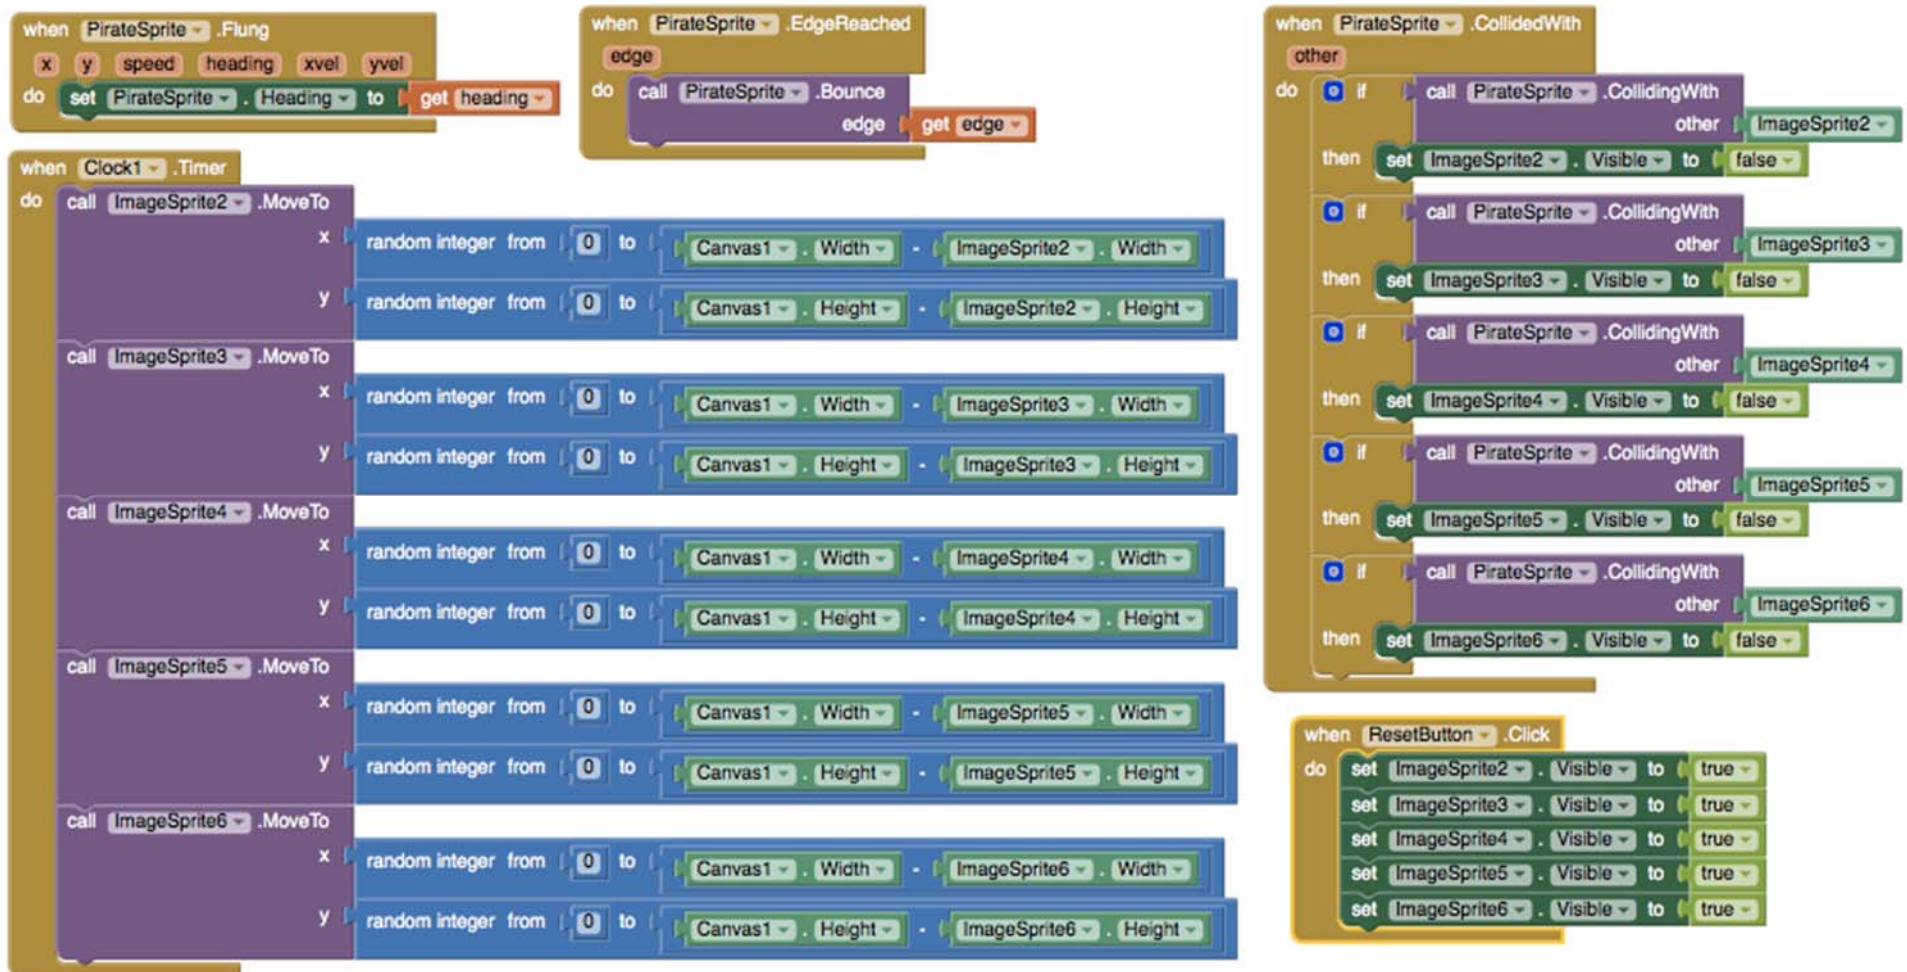 when PirateSprite .Flung
x y speed heading xvel yvel
do set PirateSprite . Heading to get heading
when PirateSprite .EdgeReached
edge
do call PirateSprite .Bounce
edge get edge
when Clock1 .Timer
do call ImageSprite2 .MoveTo
x random integer from 0 to Canvas1 . Width - ImageSprite2 . Width
y random integer from 0 to Canvas1 . Height - ImageSprite2 . Height
call ImageSprite3 .MoveTo
x random integer from 0 to Canvas1 . Width - ImageSprite3 . Width
y random integer from 0 to Canvas1 . Height - ImageSprite3 . Height
call ImageSprite4 .MoveTo
x random integer from 0 to Canvas1 . Width - ImageSprite4 . Width
y random integer from 0 to Canvas1 . Height - ImageSprite4 . Height
call ImageSprite5 .MoveTo
x random integer from 0 to Canvas1 . Width - ImageSprite5 . Width
y random integer from 0 to Canvas1 . Height - ImageSprite5 . Height
call ImageSprite6 .MoveTo
x random integer from 0 to Canvas1 . Width - ImageSprite6 . Width
y random integer from 0 to Canvas1 . Height - ImageSprite6 . Height
when PirateSprite .CollidedWith
other
do if call PirateSprite .CollidingWith
other ImageSprite2
then set ImageSprite2 . Visible to false
if call PirateSprite .CollidingWith
other ImageSprite3
then set ImageSprite3 . Visible to false
if call PirateSprite .CollidingWith
other ImageSprite4
then set ImageSprite4 . Visible to false
if call PirateSprite .CollidingWith
other ImageSprite5
then set ImageSprite5 . Visible to false
if call PirateSprite .CollidingWith
other ImageSprite6
then set ImageSprite6 . Visible to false
when ResetButton .Click
do set ImageSprite2 . Visible to true
set ImageSprite3 . Visible to true
set ImageSprite4 . Visible to true
set ImageSprite5 . Visible to true
set ImageSprite6 . Visible to true